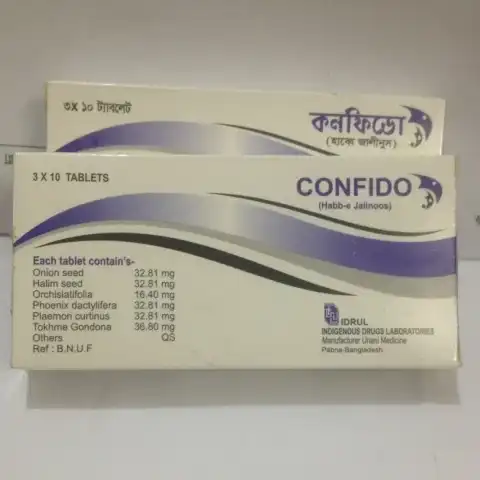 ৩X ১০ ট্যাবলেট
কনফিডো
(হাব্বে জালীনুস)
3 X 10 TABLETS
CONFIDO
(Habb-e Jalinoos)
Each tablet contain's-
Onion seed 32.81 mg
Halim seed 32.81 mg
Orchisiatifolia 16.40 mg
Phoenix dactylifera 32.81 mg
Plaemon curtinus 32.81 mg
Tokhme Gondona 36.80 mg
Others QS
Ref : B.N.U.F
IDRUL
INDIGENOUS DRUGS LABORATORIES
Manufacturer Unani Medicine
Pabna-Bangladesh